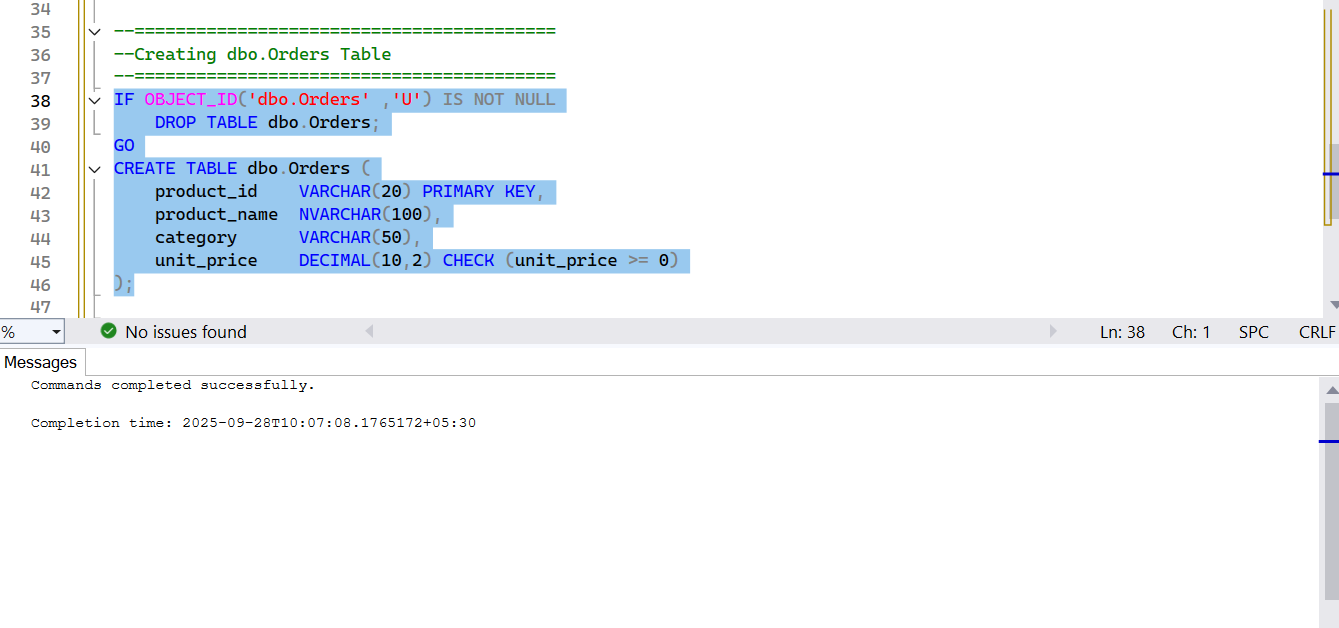 34
35 --=========================================
36 --Creating dbo.Orders Table
37 --=========================================
38 IF OBJECT_ID('dbo.Orders' ,'U') IS NOT NULL
39 DROP TABLE dbo.Orders;
40 GO
41 CREATE TABLE dbo.Orders (
42 product_id VARCHAR(20) PRIMARY KEY,
43 product_name NVARCHAR(100),
44 category VARCHAR(50),
45 unit_price DECIMAL(10,2) CHECK (unit_price >= 0)
46 );
47
% No issues found Ln: 38 Ch: 1 SPC CRLF
Messages
Commands completed successfully.
Completion time: 2025-09-28T10:07:08.1765172+05:30